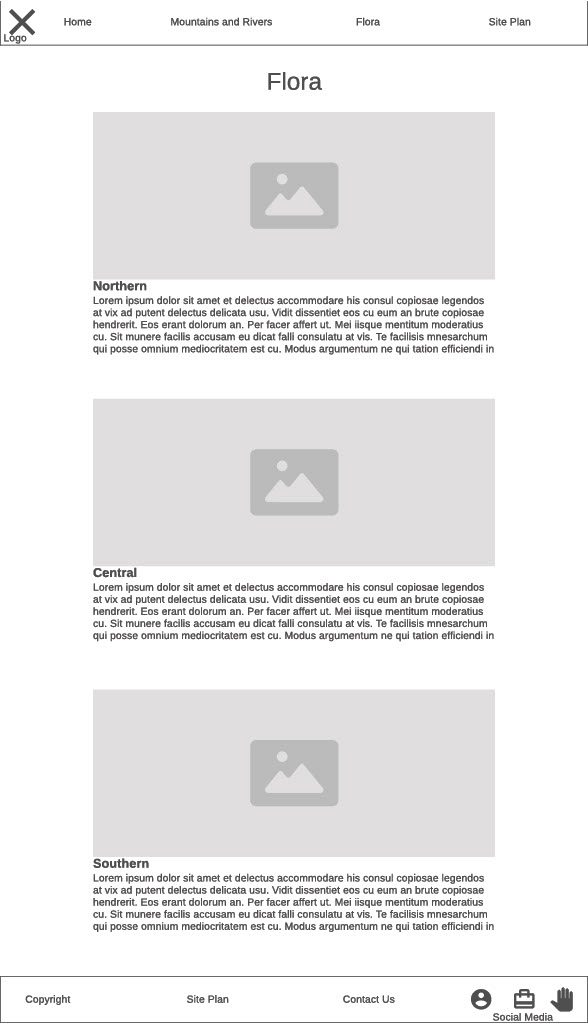 Home Mountains and Rivers Flora Site Plan
Logo
Flora
Northern
Lorem ipsum dolor sit amet et delectus accommodare his consul copiosae legendos
at vix ad putent delectus delicata usu. Vidit dissentiet eos cu eum an brute copiosae
hendrerit. Eos erant dolorum an. Per facer affert ut. Mei iisque mentitum moderatius
cu. Sit munere facilis accusam eu dicat falli consulatu at vis. Te facilisis mnesarchum
qui posse omnium mediocritatem est cu. Modus argumentum ne qui tation efficiendi in
Central
Lorem ipsum dolor sit amet et delectus accommodare his consul copiosae legendos
at vix ad putent delectus delicata usu. Vidit dissentiet eos cu eum an brute copiosae
hendrerit. Eos erant dolorum an. Per facer affert ut. Mei iisque mentitum moderatius
cu. Sit munere facilis accusam eu dicat falli consulatu at vis. Te facilisis mnesarchum
qui posse omnium mediocritatem est cu. Modus argumentum ne qui tation efficiendi in
Southern
Lorem ipsum dolor sit amet et delectus accommodare his consul copiosae legendos
at vix ad putent delectus delicata usu. Vidit dissentiet eos cu eum an brute copiosae
hendrerit. Eos erant dolorum an. Per facer affert ut. Mei iisque mentitum moderatius
cu. Sit munere facilis accusam eu dicat falli consulatu at vis. Te facilisis mnesarchum
qui posse omnium mediocritatem est cu. Modus argumentum ne qui tation efficiendi in
Copyright Site Plan Contact Us
Social Media